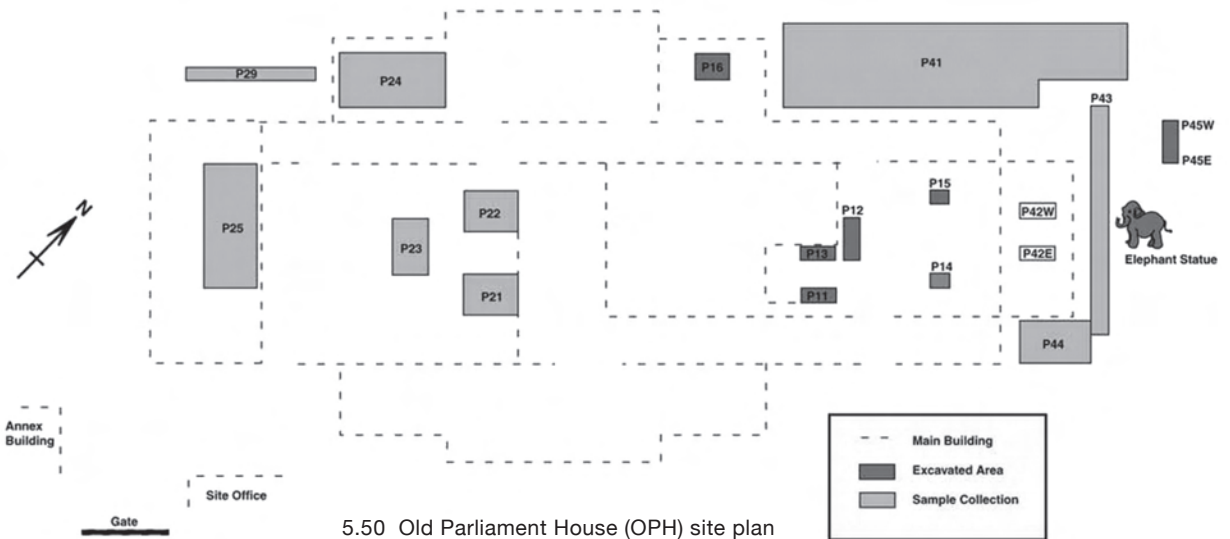 P29
P24
P16
P41
P43
P45W
P45E
P25
P23
P22
P21
P12
P13
P11
P15
P14
P42W
P42E
P44
N
Elephant Statue
Annex
Building
Site Office
Gate
Main Building
Excavated Area
Sample Collection
5.50 Old Parliament House (OPH) site plan